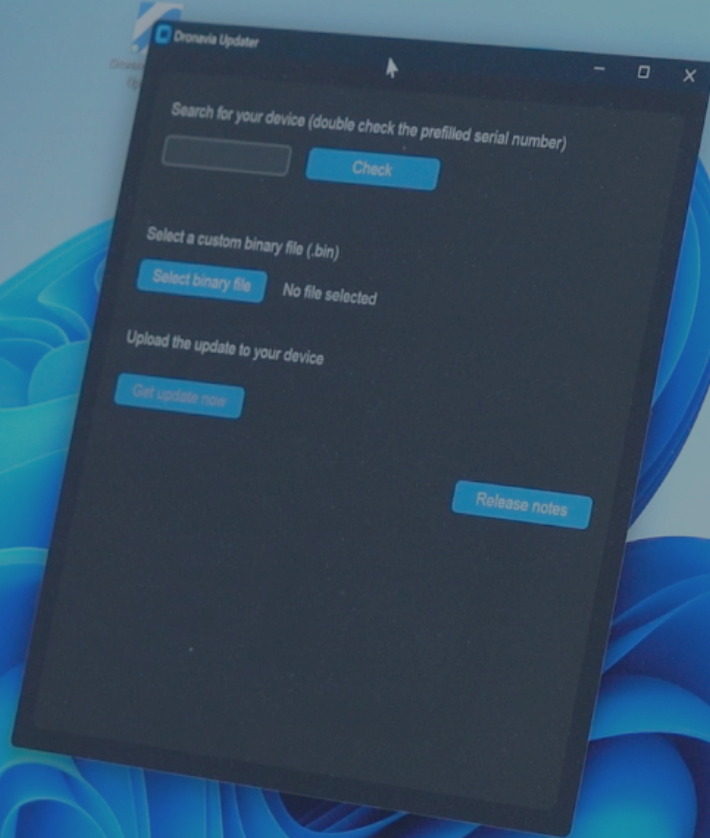 Dronavia Updater
Search for your device (double check the prefilled serial number)
Check
Select a custom binary file (.bin)
Select binary file
No file selected
Upload the update to your device
Get update now
Release notes